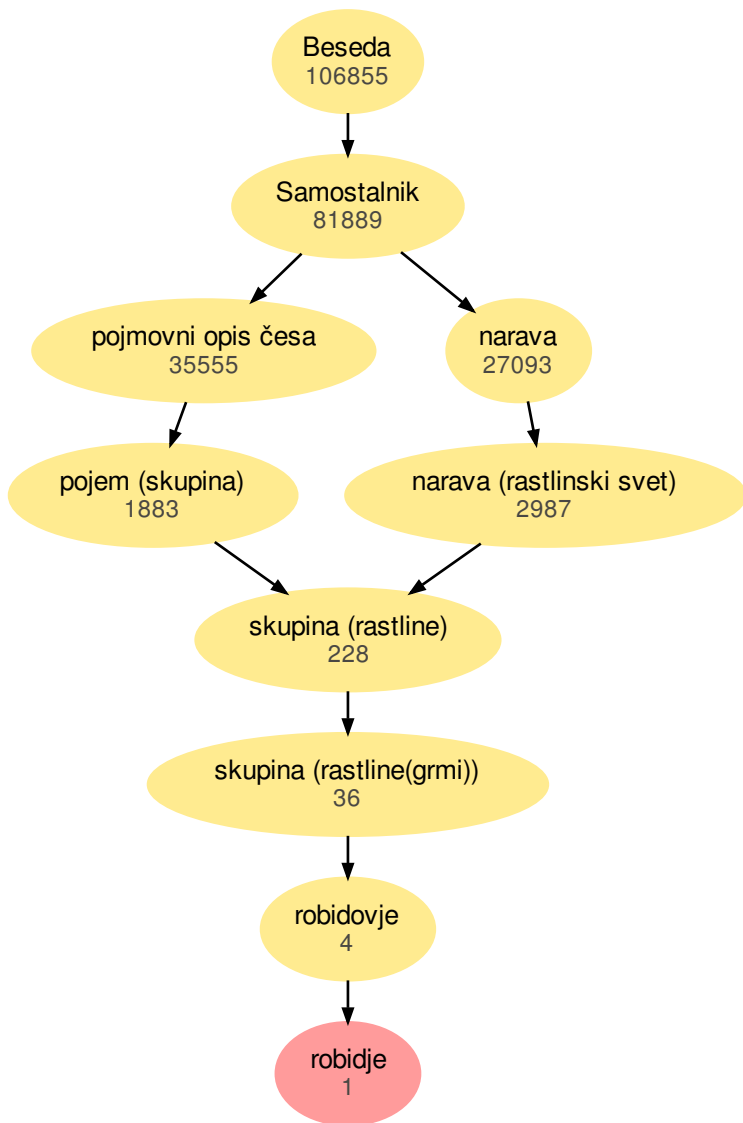 Beseda
106855
Samostalnik
81889
pojmovni opis česa
35555
narava
27093
pojem (skupina)
1883
narava (rastlinski svet)
2987
skupina (rastline)
228
skupina (rastline(grmi))
36
robidovje
4
robidje
1